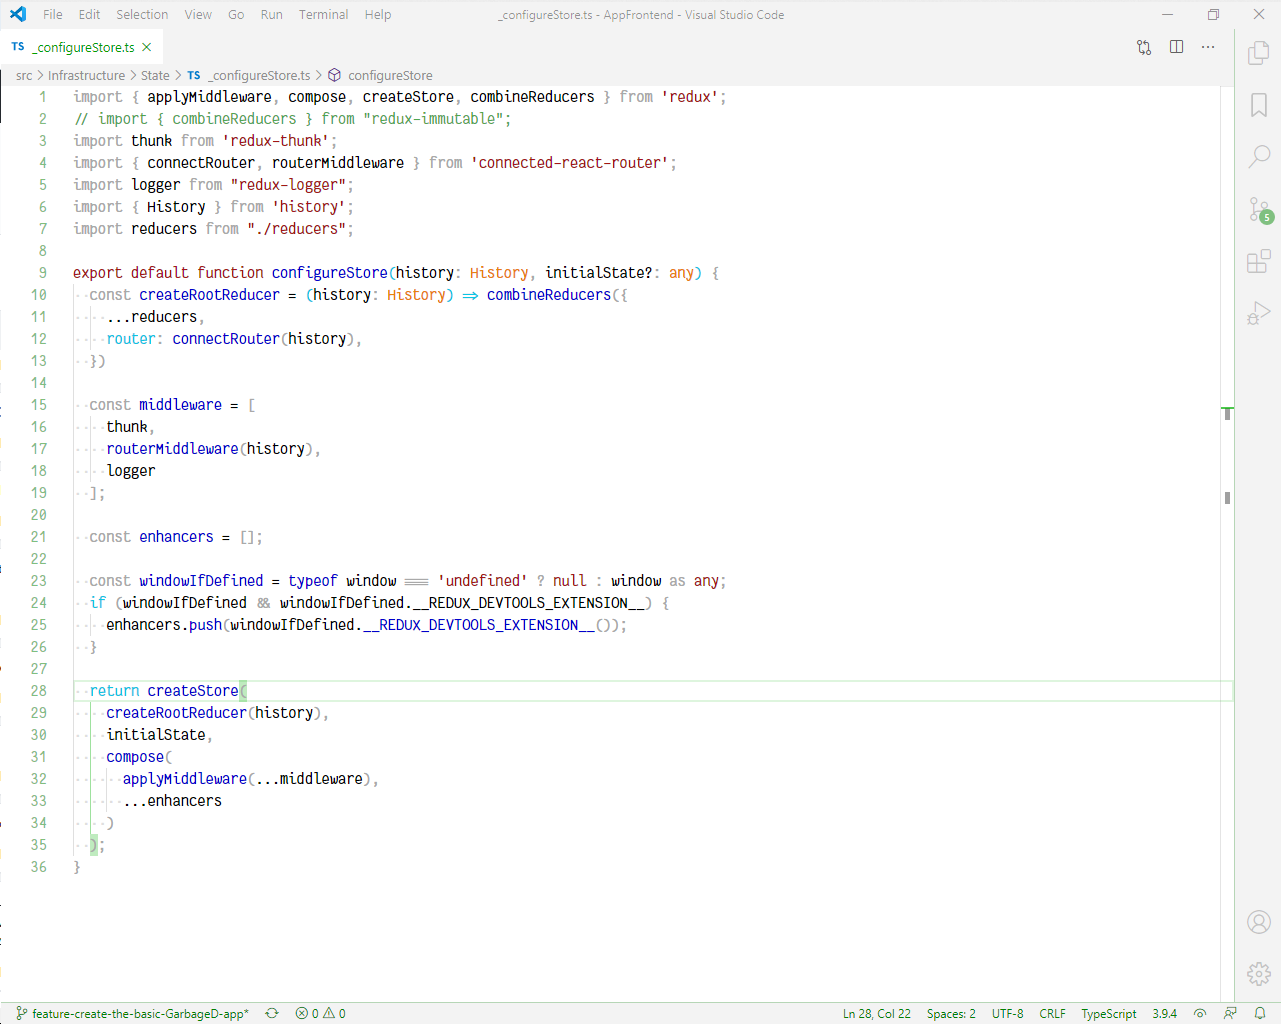 File Edit Selection View Go Run Terminal Help _configureStore.ts - AppFrontend - Visual Studio Code
TS _configureStore.ts
src > Infrastructure > State > TS _configureStore.ts > configureStore
1 import { applyMiddleware, compose, createStore, combineReducers } from 'redux';
2 // import { combineReducers } from "redux-immutable";
3 import thunk from 'redux-thunk';
4 import { connectRouter, routerMiddleware } from 'connected-react-router';
5 import logger from "redux-logger";
6 import { History } from 'history';
7 import reducers from "./reducers";
8
9 export default function configureStore(history: History, initialState?: any) {
10 const createRootReducer = (history: History) => combineReducers({
11 ...reducers,
12 router: connectRouter(history),
13 })
14
15 const middleware = [
16 thunk,
17 routerMiddleware(history),
18 logger
19 ];
20
21 const enhancers = [];
22
23 const windowIfDefined = typeof window === 'undefined' ? null : window as any;
24 if (windowIfDefined && windowIfDefined.__REDUX_DEVTOOLS_EXTENSION__) {
25 enhancers.push(windowIfDefined.__REDUX_DEVTOOLS_EXTENSION__());
26 }
27
28 return createStore(
29 createRootReducer(history),
30 initialState,
31 compose(
32 applyMiddleware(...middleware),
33 ...enhancers
34 )
35 );
36 }
5
feature-create-the-basic-GarbageD-app* 0 0 Ln 28, Col 22 Spaces: 2 UTF-8 CRLF TypeScript 3.9.4